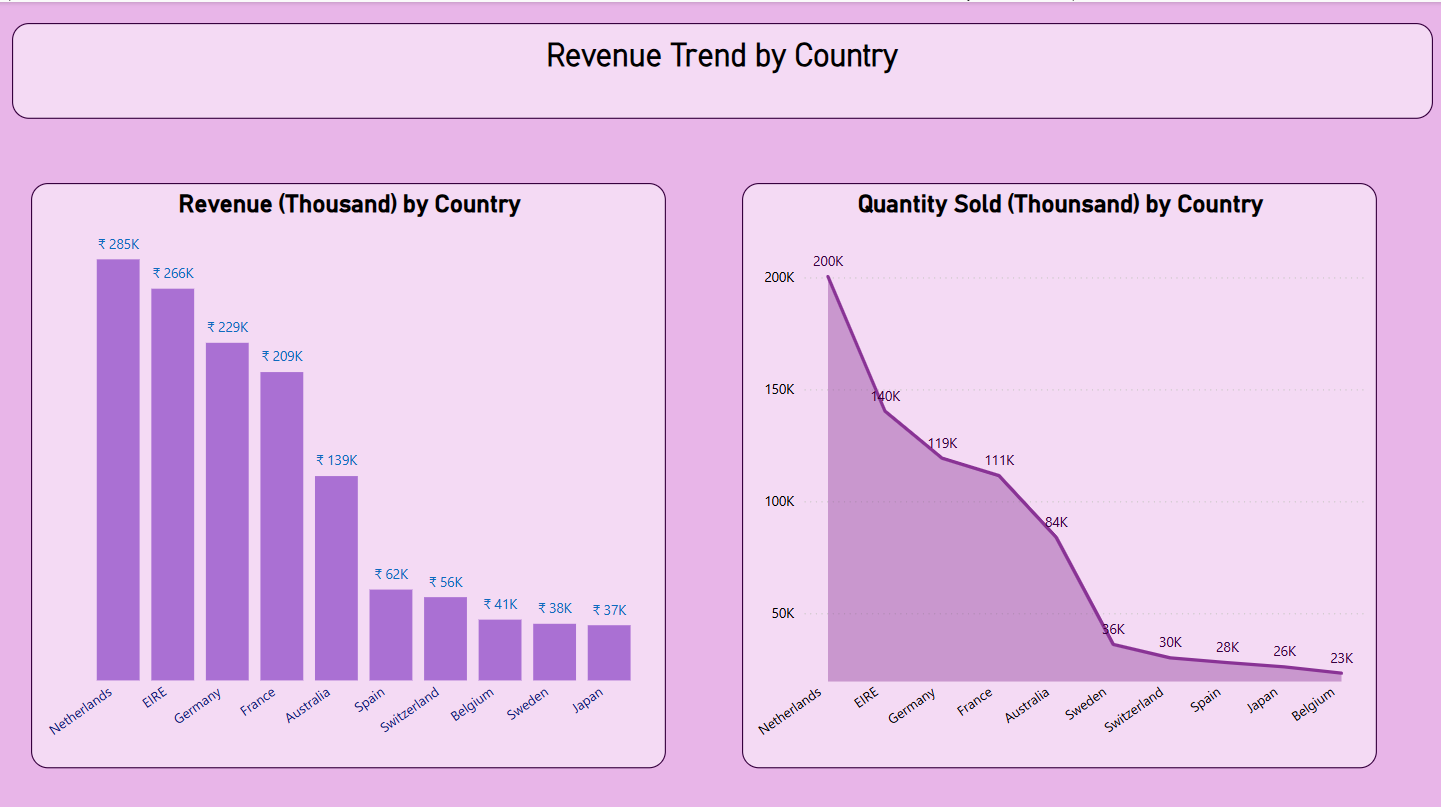 Revenue Trend by Country
Revenue (Thousand) by Country
₹ 285K
₹ 266K
₹ 229K
₹ 209K
₹ 139K
₹ 62K
₹ 56K
₹ 41K
₹ 38K
₹ 37K
Netherlands
EIRE
Germany
France
Australia
Spain
Switzerland
Belgium
Sweden
Japan
Quantity Sold (Thounsand) by Country
200K
150K
100K
50K
200K
140K
119K
111K
84K
36K
30K
28K
26K
23K
Netherlands
EIRE
Germany
France
Australia
Sweden
Switzerland
Spain
Japan
Belgium